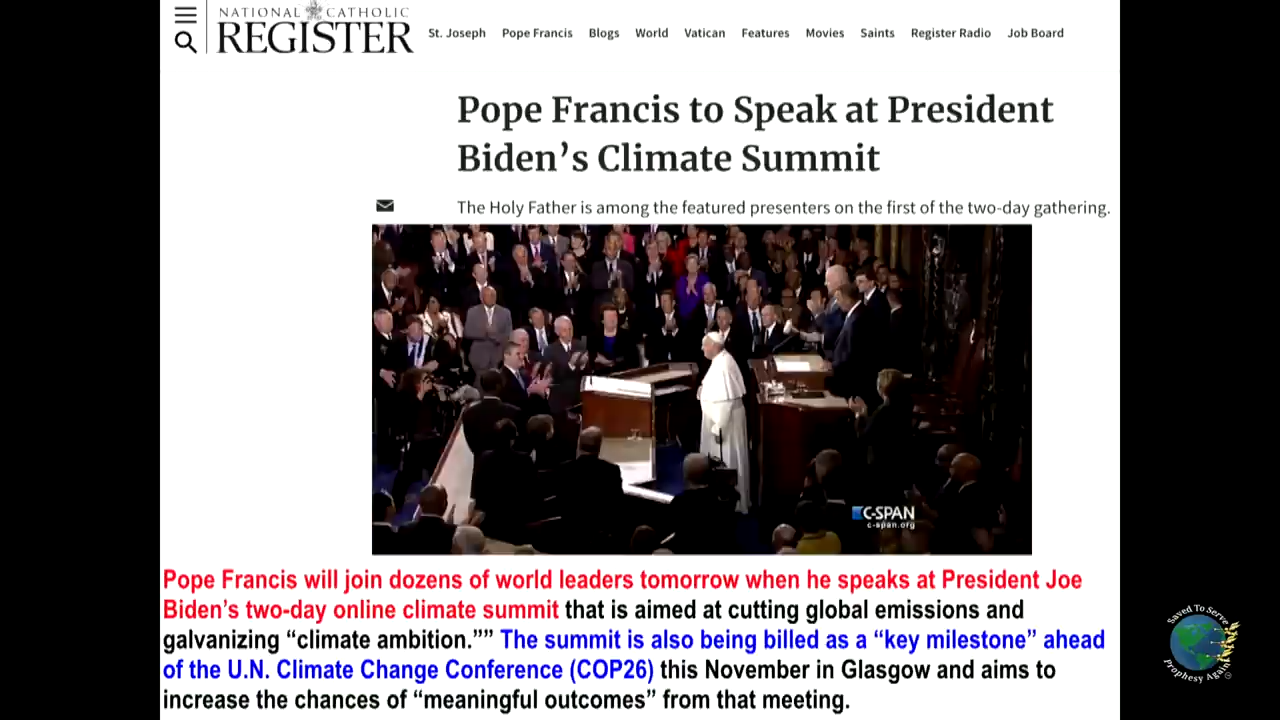 NATIONAL CATHOLIC
REGISTER
St. Joseph Pope Francis Blogs World Vatican Features Movies Saints Register Radio Job Board
Pope Francis to Speak at President
Biden’s Climate Summit
The Holy Father is among the featured presenters on the first of the two-day gathering.
C-SPAN
c-span.org
Pope Francis will join dozens of world leaders tomorrow when he speaks at President Joe
Biden’s two-day online climate summit that is aimed at cutting global emissions and
galvanizing “climate ambition.”” The summit is also being billed as a “key milestone” ahead
of the U.N. Climate Change Conference (COP26) this November in Glasgow and aims to
increase the chances of “meaningful outcomes” from that meeting.
Saved To Serve
Prophesy Again